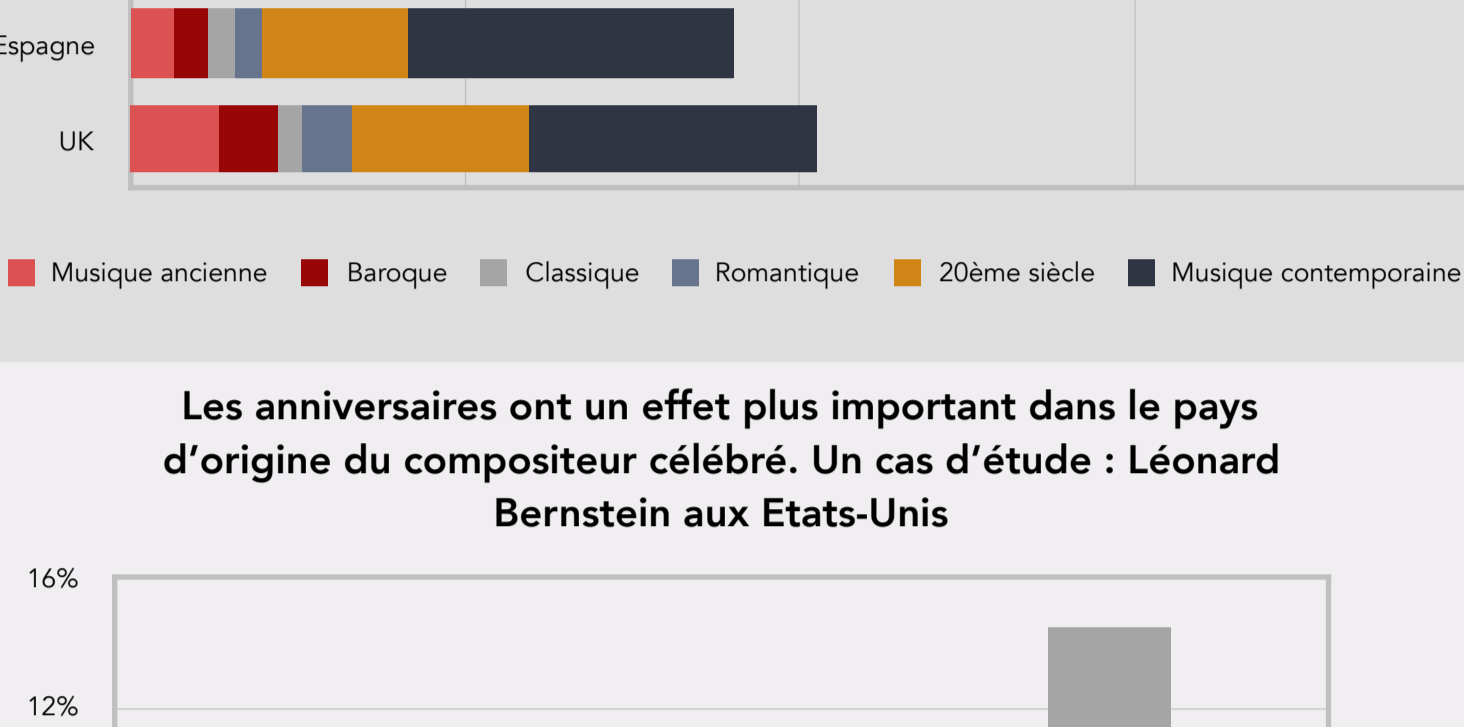 Espagne
UK
Musique ancienne Baroque Classique Romantique 20ème siècle Musique contemporaine
Les anniversaires ont un effet plus important dans le pays
d’origine du compositeur célébré. Un cas d’étude : Léonard
Bernstein aux Etats-Unis
16%
12%